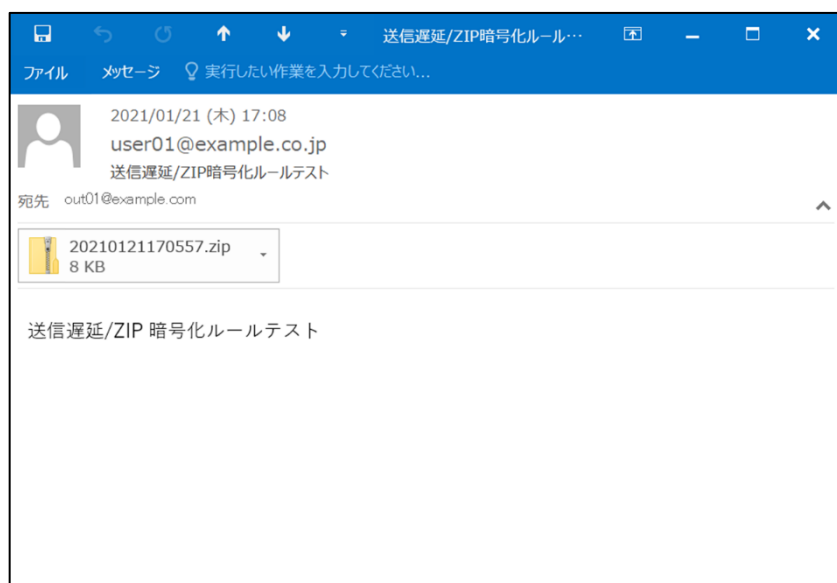 送信遅延/ZIP暗号化ルール…
ファイル メッセージ 実行したい作業を入力してください...
2021/01/21 (木) 17:08
user01@example.co.jp
送信遅延/ZIP暗号化ルールテスト
宛先 out01@example.com
20210121170557.zip
8 KB
送信遅延/ZIP 暗号化ルールテスト